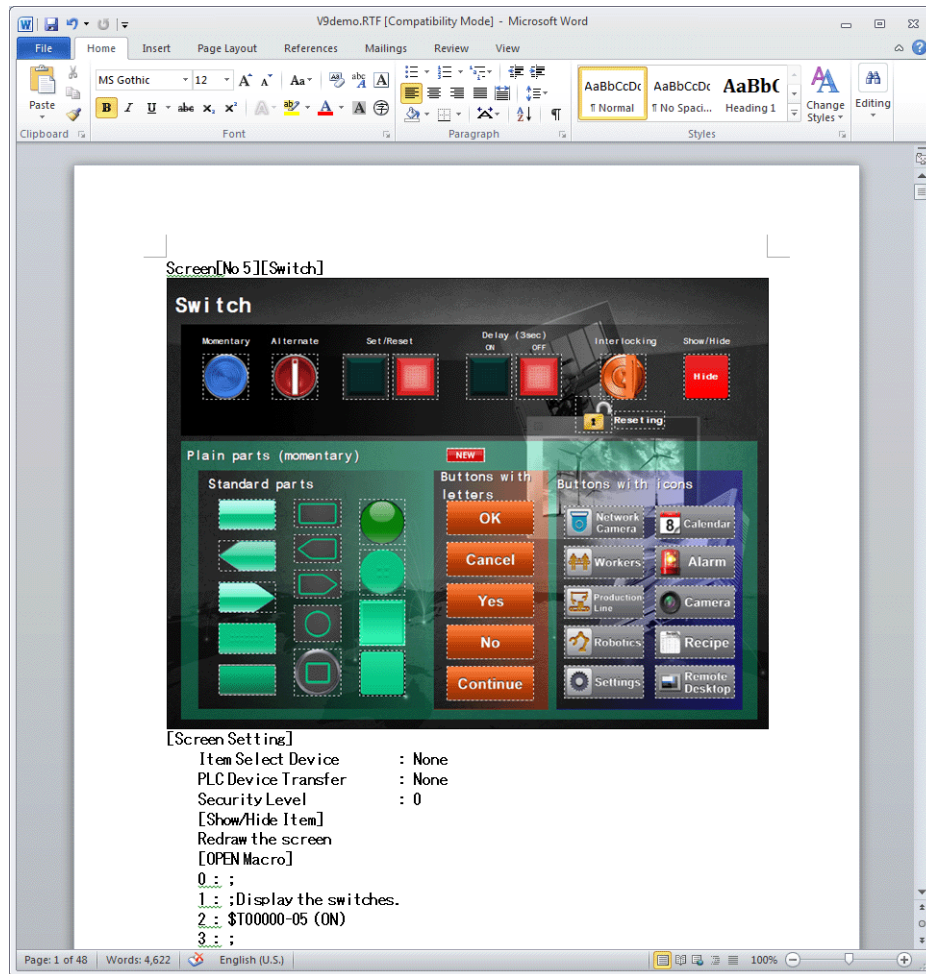 V9demo.RTF [Compatibility Mode] - Microsoft Word
File Home Insert Page Layout References Mailings Review View
Paste
MS Gothic 12
AaBbCcDc AaBbCcDc AaBbC
¶ Normal ¶ No Spaci... Heading 1
Change Styles
Editing
Clipboard Font Paragraph Styles
Screen[No 5][Switch]
Switch
Momentary Alternate Set/Reset Delay (3sec) Interlocking Show/Hide
ON OFF
Hide
Reseting
Plain parts (momentary) NEW
Standard parts
Buttons with
letters
Buttons with icons
OK
Cancel
Yes
No
Continue
Network
Camera
8 Calendar
Workers
Alarm
Production
Line
Camera
Robotics
Recipe
Settings
Remote
Desktop
[Screen Setting]
Item Select Device : None
PLC Device Transfer : None
Security Level : 0
[Show/Hide Item]
Redraw the screen
[OPEN Macro]
0 : ;
1 : ;Display the switches.
2 : $T00000-05 (ON)
3 : ;
Page: 1 of 48 Words: 4,622 English (U.S.) 100%